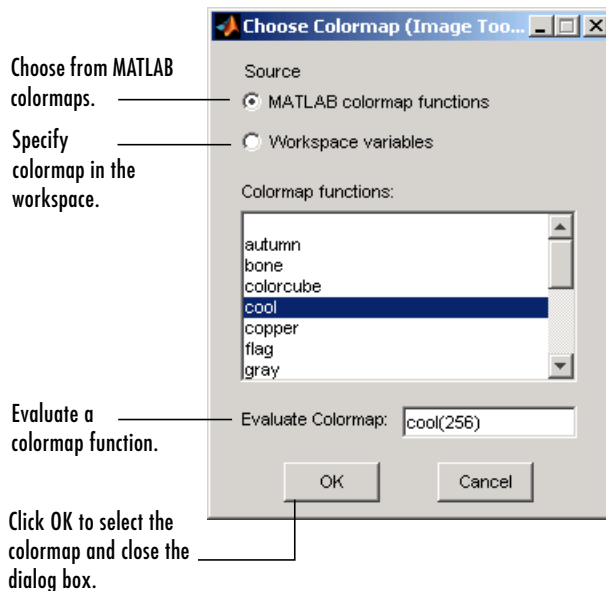 Choose Colormap (Image Too...
Choose from MATLAB
colormaps.
Source
MATLAB colormap functions
Specify
colormap in the
workspace.
Workspace variables
Colormap functions:
autumn
bone
colorcube
cool
copper
flag
gray
Evaluate a
colormap function.
Evaluate Colormap:
cool(256)
OK
Cancel
Click OK to select the
colormap and close the
dialog box.